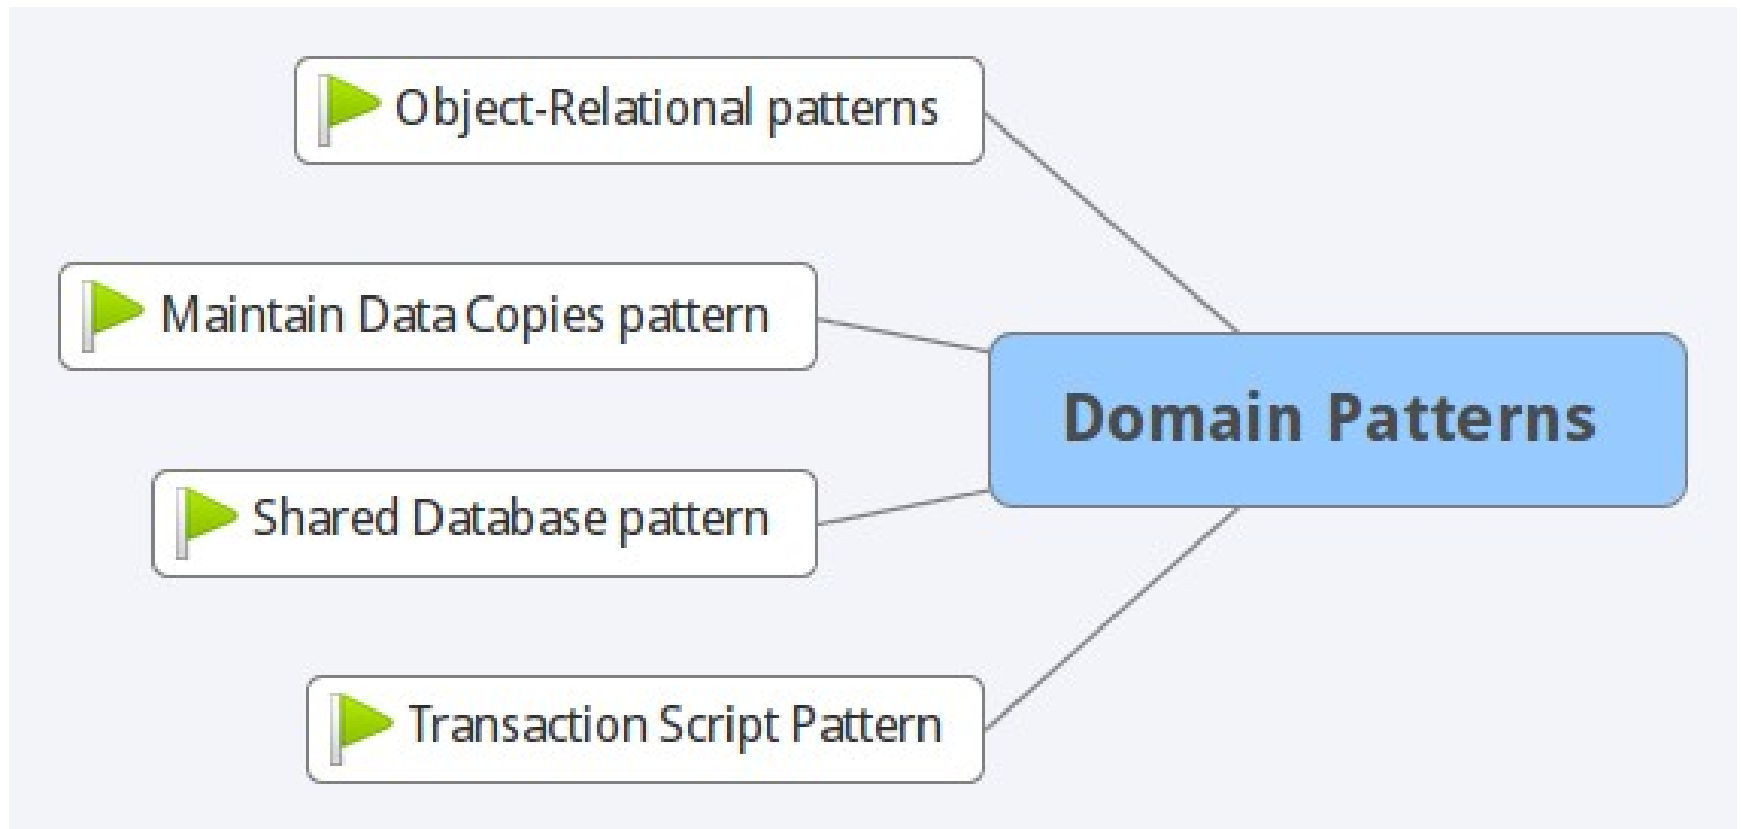 Object-Relational patterns
Maintain Data Copies pattern
Domain Patterns
Shared Database pattern
Transaction Script Pattern